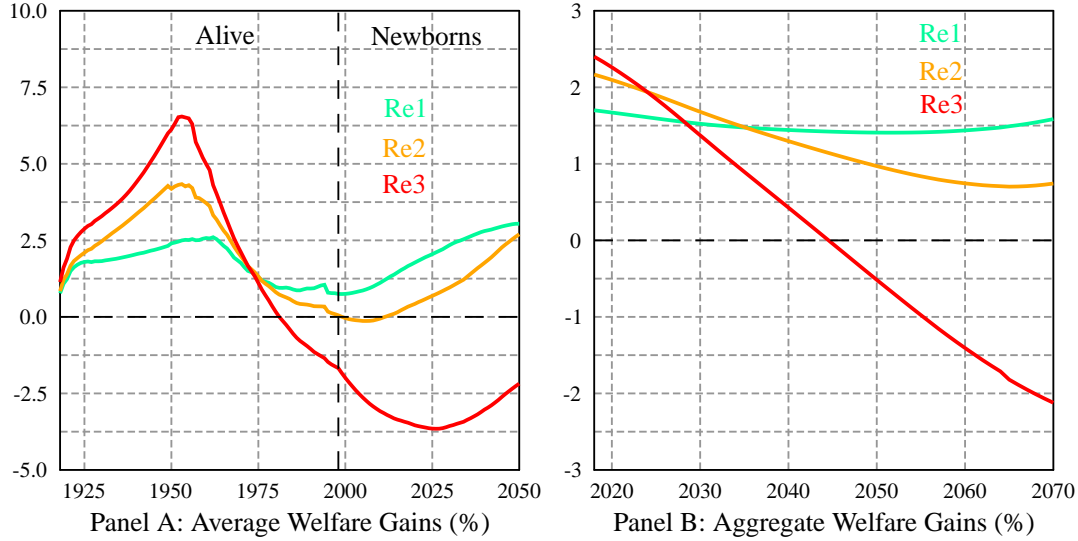 10.0
7.5
5.0
2.5
0.0
-2.5
-5.0
Alive
Newborns
Re1
Re2
Re3
1925 1950 1975 2000 2025 2050
Panel A: Average Welfare Gains (%)
3
2
1
0
-1
-2
-3
Re1
Re2
Re3
2020 2030 2040 2050 2060 2070
Panel B: Aggregate Welfare Gains (%)